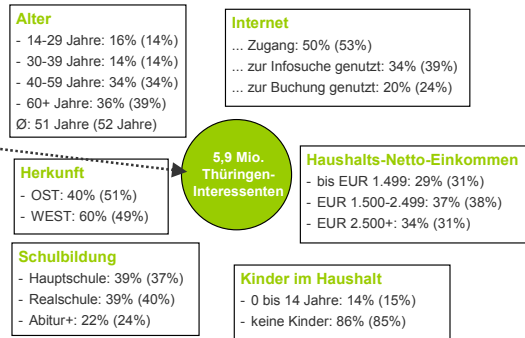 Alter
- 14-29 Jahre: 16% (14%)
- 30-39 Jahre: 14% (14%)
- 40-59 Jahre: 34% (34%)
- 60+ Jahre: 36% (39%)
Ø: 51 Jahre (52 Jahre)
Internet
... Zugang: 50% (53%)
... zur Infosuche genutzt: 34% (39%)
... zur Buchung genutzt: 20% (24%)
5,9 Mio.
Thüringen-
Interessenten
Herkunft
- OST: 40% (51%)
- WEST: 60% (49%)
Haushalts-Netto-Einkommen
- bis EUR 1.499: 29% (31%)
- EUR 1.500-2.499: 37% (38%)
- EUR 2.500+: 34% (31%)
Schulbildung
- Hauptschule: 39% (37%)
- Realschule: 39% (40%)
- Abitur+: 22% (24%)
Kinder im Haushalt
- 0 bis 14 Jahre: 14% (15%)
- keine Kinder: 86% (85%)